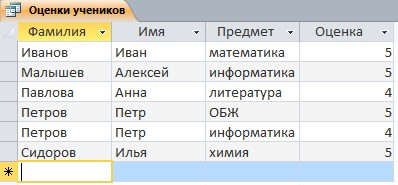 Оценки учеников
Фамилия Имя Предмет Оценка
Иванов Иван математика 5
Малышев Алексей информатика 5
Павлова Анна литература 4
Петров Петр ОБЖ 5
Петров Петр информатика 4
Сидоров Илья химия 5